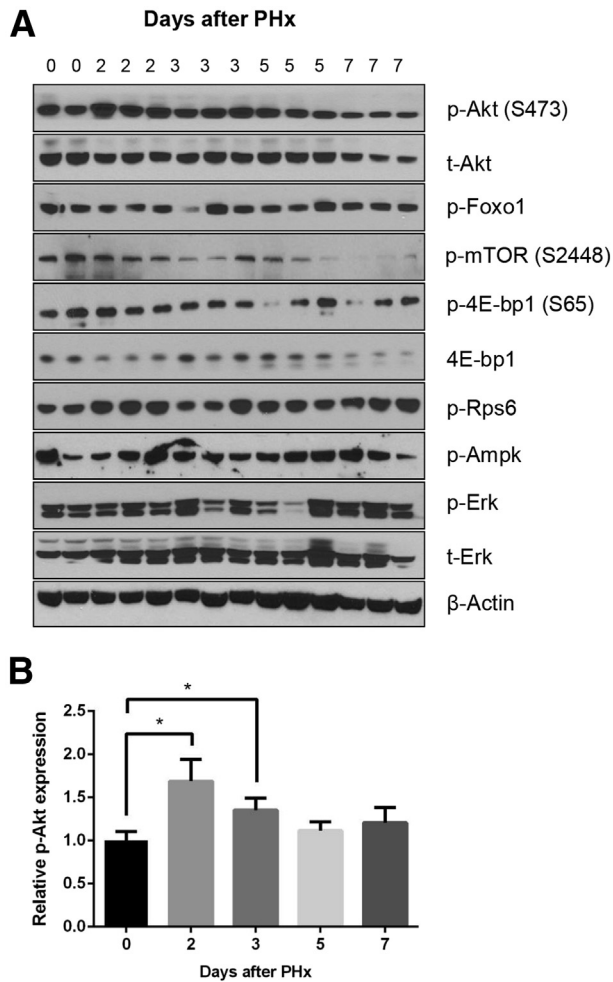 A
Days after PHx
0 0 2 2 2 3 3 3 5 5 5 7 7 7
p-Akt (S473)
t-Akt
p-Foxo1
p-mTOR (S2448)
p-4E-bp1 (S65)
4E-bp1
p-Rps6
p-Ampk
p-Erk
t-Erk
β-Actin
B
Relative p-Akt expression
2.5
2.0
1.5
1.0
0.5
0.0
*
*
0 2 3 5 7
Days after PHx